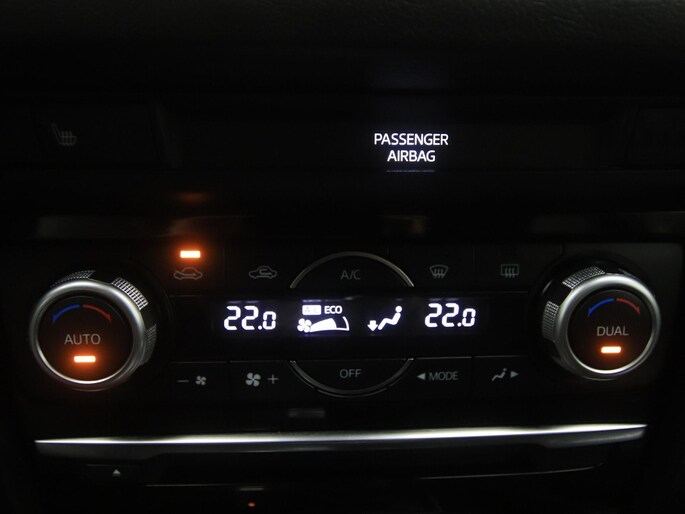 PASSENGER
AIRBAG
A/C
22.0 ECO 22.0
AUTO
DUAL
− + OFF MODE